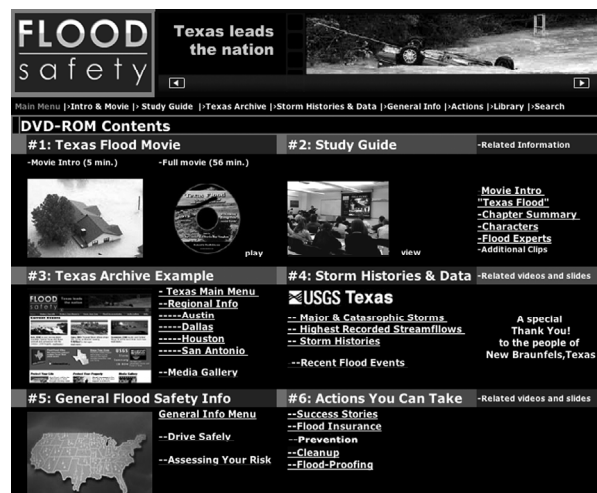 FLOOD
safety
Texas leads
the nation
Main Menu |>Intro & Movie |> Study Guide |>Texas Archive |>Storm Histories & Data |>General Info |>Actions |>Library |>Search
DVD-ROM Contents
#1: Texas Flood Movie
-Movie Intro (5 min.)
-Full movie (56 min.)
Texas Flood
play
#2: Study Guide
-Related Information
view
-Movie Intro
"Texas Flood"
-Chapter Summary
-Characters
-Flood Experts
-Additional Clips
#3: Texas Archive Example
- Texas Main Menu
--Regional Info
-----Austin
-----Dallas
-----Houston
-----San Antonio
--Media Gallery
#4: Storm Histories & Data
-Related videos and slides
USGS Texas
-- Major & Catasrophic Storms
-- Highest Recorded Streamfllows
-- Storm Histories
--Recent Flood Events
A special
Thank You!
to the people of
New Braunfels,Texas
#5: General Flood Safety Info
General Info Menu
--Drive Safely
--Assessing Your Risk
#6: Actions You Can Take
-Related videos and slides
--Success Stories
--Flood Insurance
--Prevention
--Cleanup
--Flood-Proofing